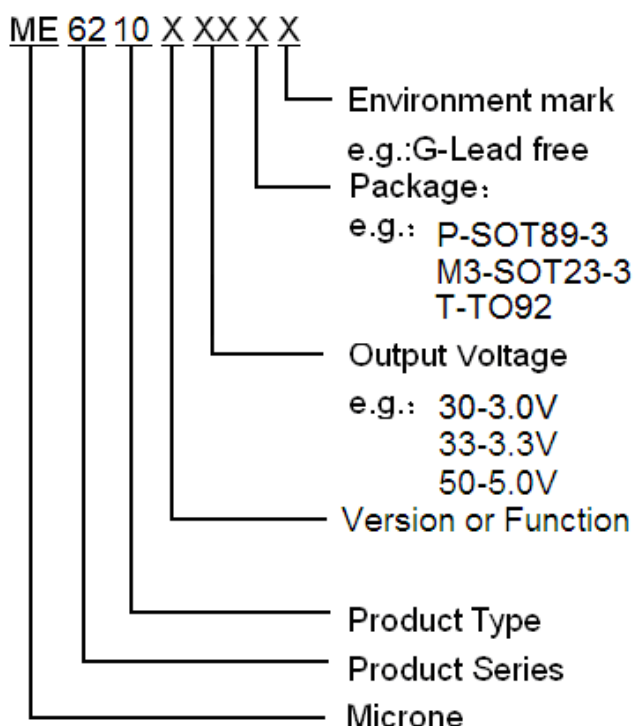 ME 62 10 X XX X X
Environment mark
e.g.:G-Lead free
Package：
e.g.： P-SOT89-3
M3-SOT23-3
T-TO92
Output Voltage
e.g.： 30-3.0V
33-3.3V
50-5.0V
Version or Function
Product Type
Product Series
Microne